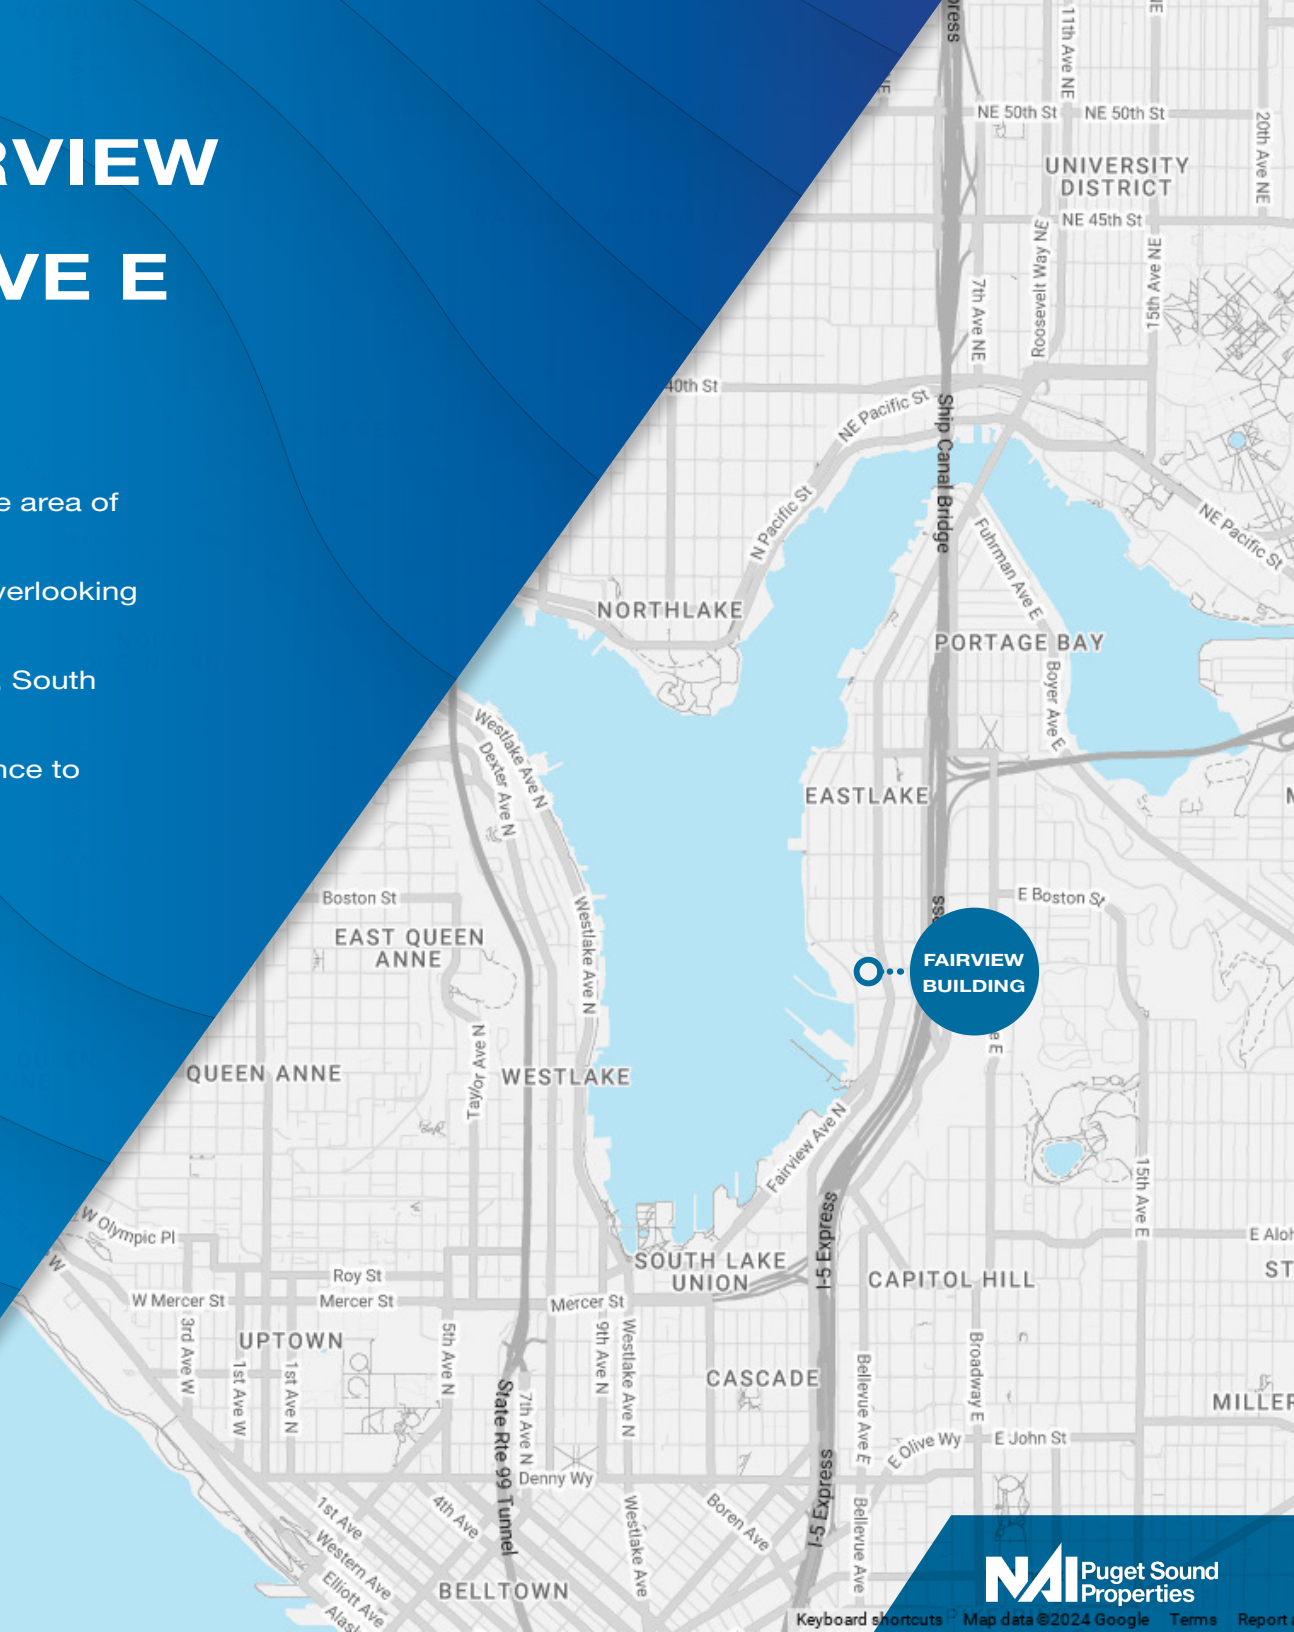 RVIEW
VE E
e area of
verlooking
South
nce to
NE 50th St
NE 50th St
11th Ave NE
20th Ave NE
UNIVERSITY
DISTRICT
NE 45th St
Roosevelt Way NE
15th Ave NE
7th Ave NE
40th St
NE Pacific St
Ship Canal Bridge
N Pacific St
NE Pacific St
Fuhrman Ave E
NORTHLAKE
PORTAGE BAY
Boyer Ave E
Westlake Ave N
Dexter Ave N
EASTLAKE
Boston St
E Boston St
Westlake Ave N
EAST QUEEN
ANNE
FAIRVIEW
BUILDING
Taylor Ave N
QUEEN ANNE
WESTLAKE
Fairview Ave N
15th Ave E
W Olympic Pl
I-5 Express
SOUTH LAKE
UNION
CAPITOL HILL
Roy St
W Mercer St
Mercer St
Mercer St
3rd Ave W
UPTOWN
1st Ave W
1st Ave N
5th Ave N
9th Ave N
Westlake Ave N
CASCADE
Bellevue Ave E
Broadway E
MILLER
State Rte 99 Tunnel
7th Ave N
E Olive Wy
E John St
Denny Wy
I-5 Express
1st Ave
4th Ave
Westlake Ave
Boren Ave
Bellevue Ave
Western Ave
Elliott Ave
BELLTOWN
NAI Puget Sound
Properties
Keyboard shortcuts
Map data ©2024 Google
Terms
Report